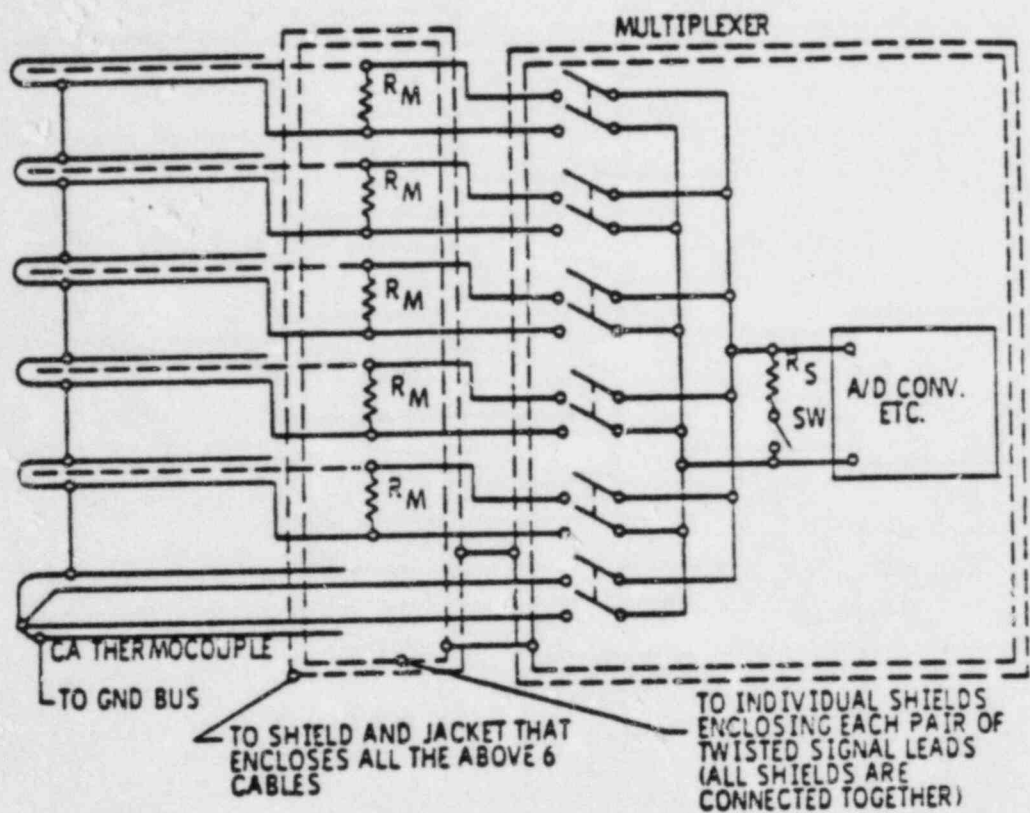 MULTIPLEXER
RM
RM
RM
RM
RM
RS
SW
A/D CONV.
ETC.
CA THERMOCOUPLE
TO GND BUS
TO SHIELD AND JACKET THAT
ENCLOSES ALL THE ABOVE 6
CABLES
TO INDIVIDUAL SHIELDS
ENCLOSING EACH PAIR OF
TWISTED SIGNAL LEADS
(ALL SHIELDS ARE
CONNECTED TOGETHER)